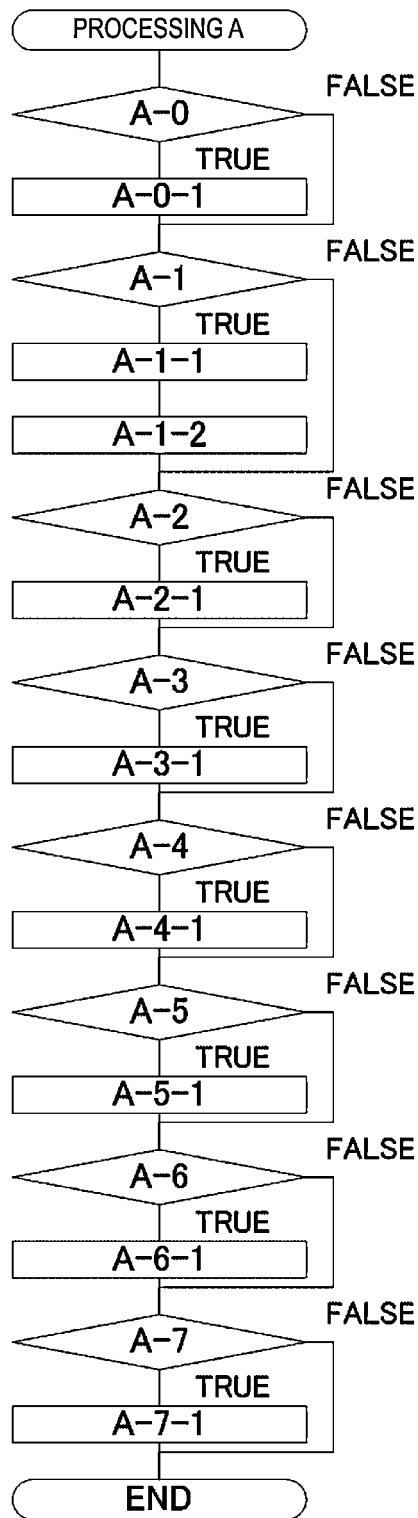 PROCESSING A
FALSE
A-0
TRUE
A-0-1
FALSE
A-1
TRUE
A-1-1
A-1-2
FALSE
A-2
TRUE
A-2-1
FALSE
A-3
TRUE
A-3-1
FALSE
A-4
TRUE
A-4-1
FALSE
A-5
TRUE
A-5-1
FALSE
A-6
TRUE
A-6-1
FALSE
A-7
TRUE
A-7-1
END